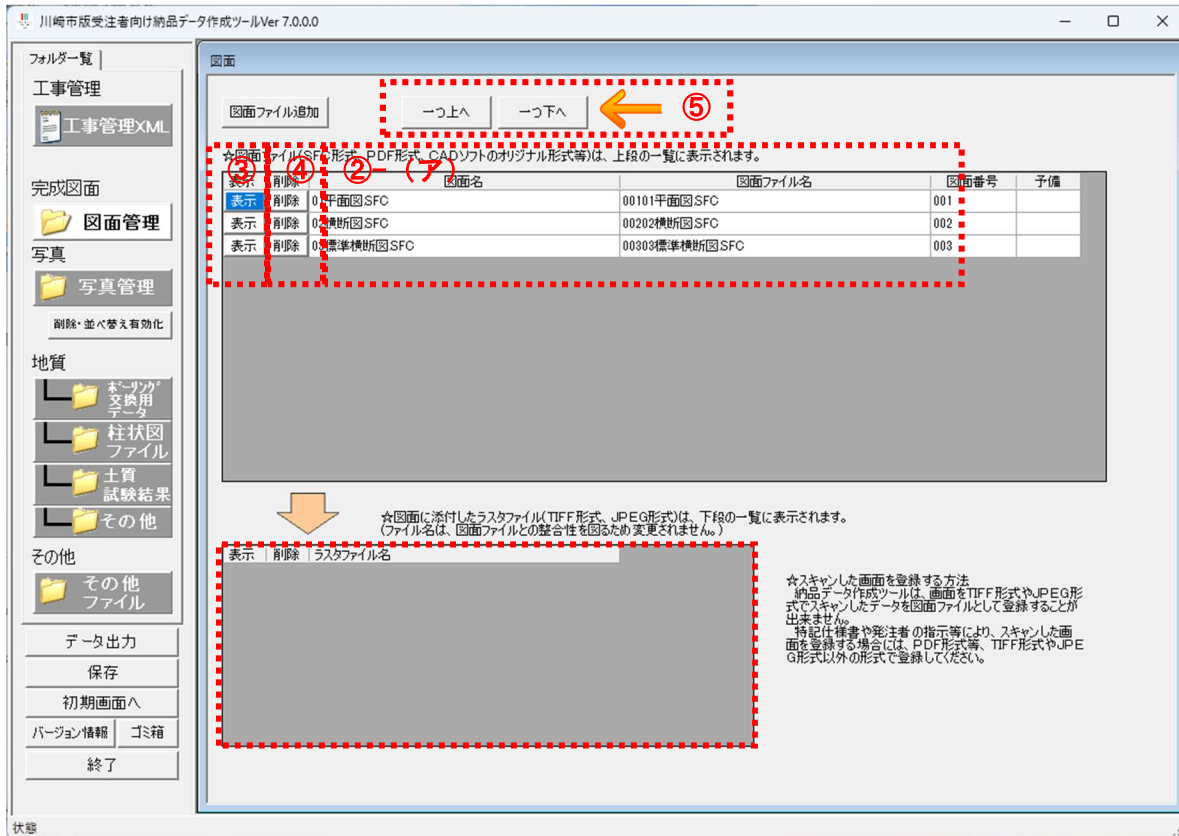 川崎市版受注者向け納品データ作成ツールVer 7.0.0.0
フォルダ一覧
工事管理
工事管理XML
完成図面
図面管理
写真
写真管理
削除・並べ替え有効化
地質
ボーリング
交換用
データ
柱状図
ファイル
土質
試験結果
その他
その他
その他
ファイル
データ出力
保存
初期画面へ
バージョン情報 ゴミ箱
終了
状態
図面
図面ファイル追加 一つ上へ 一つ下へ ⑤
☆図面ファイル(SFC形式、PDF形式、CADソフトのオリジナル形式等)は、上段の一覧に表示されます。
③ ④ ②-(ア)
表示 削除 図面名 図面ファイル名 図面番号 予備
表示 削除 01平面図.SFC 00101平面図.SFC 001
表示 削除 02横断図.SFC 00202横断図.SFC 002
表示 削除 03標準横断図.SFC 00303標準横断図.SFC 003
☆図面に添付したラスタファイル(TIFF形式、JPEG形式)は、下段の一覧に表示されます。
(ファイル名は、図面ファイルとの整合性を図るため変更されません。)
表示 削除 ラスタファイル名
☆スキャンした画面を登録する方法
納品データ作成ツールは、画面をTIFF形式やJPEG形
式でスキャンしたデータを図面ファイルとして登録することが
出来ません。
特記仕様書や発注者の指示等により、スキャンした画
面を登録する場合には、PDF形式等、TIFF形式やJPE
G形式以外の形式で登録してください。